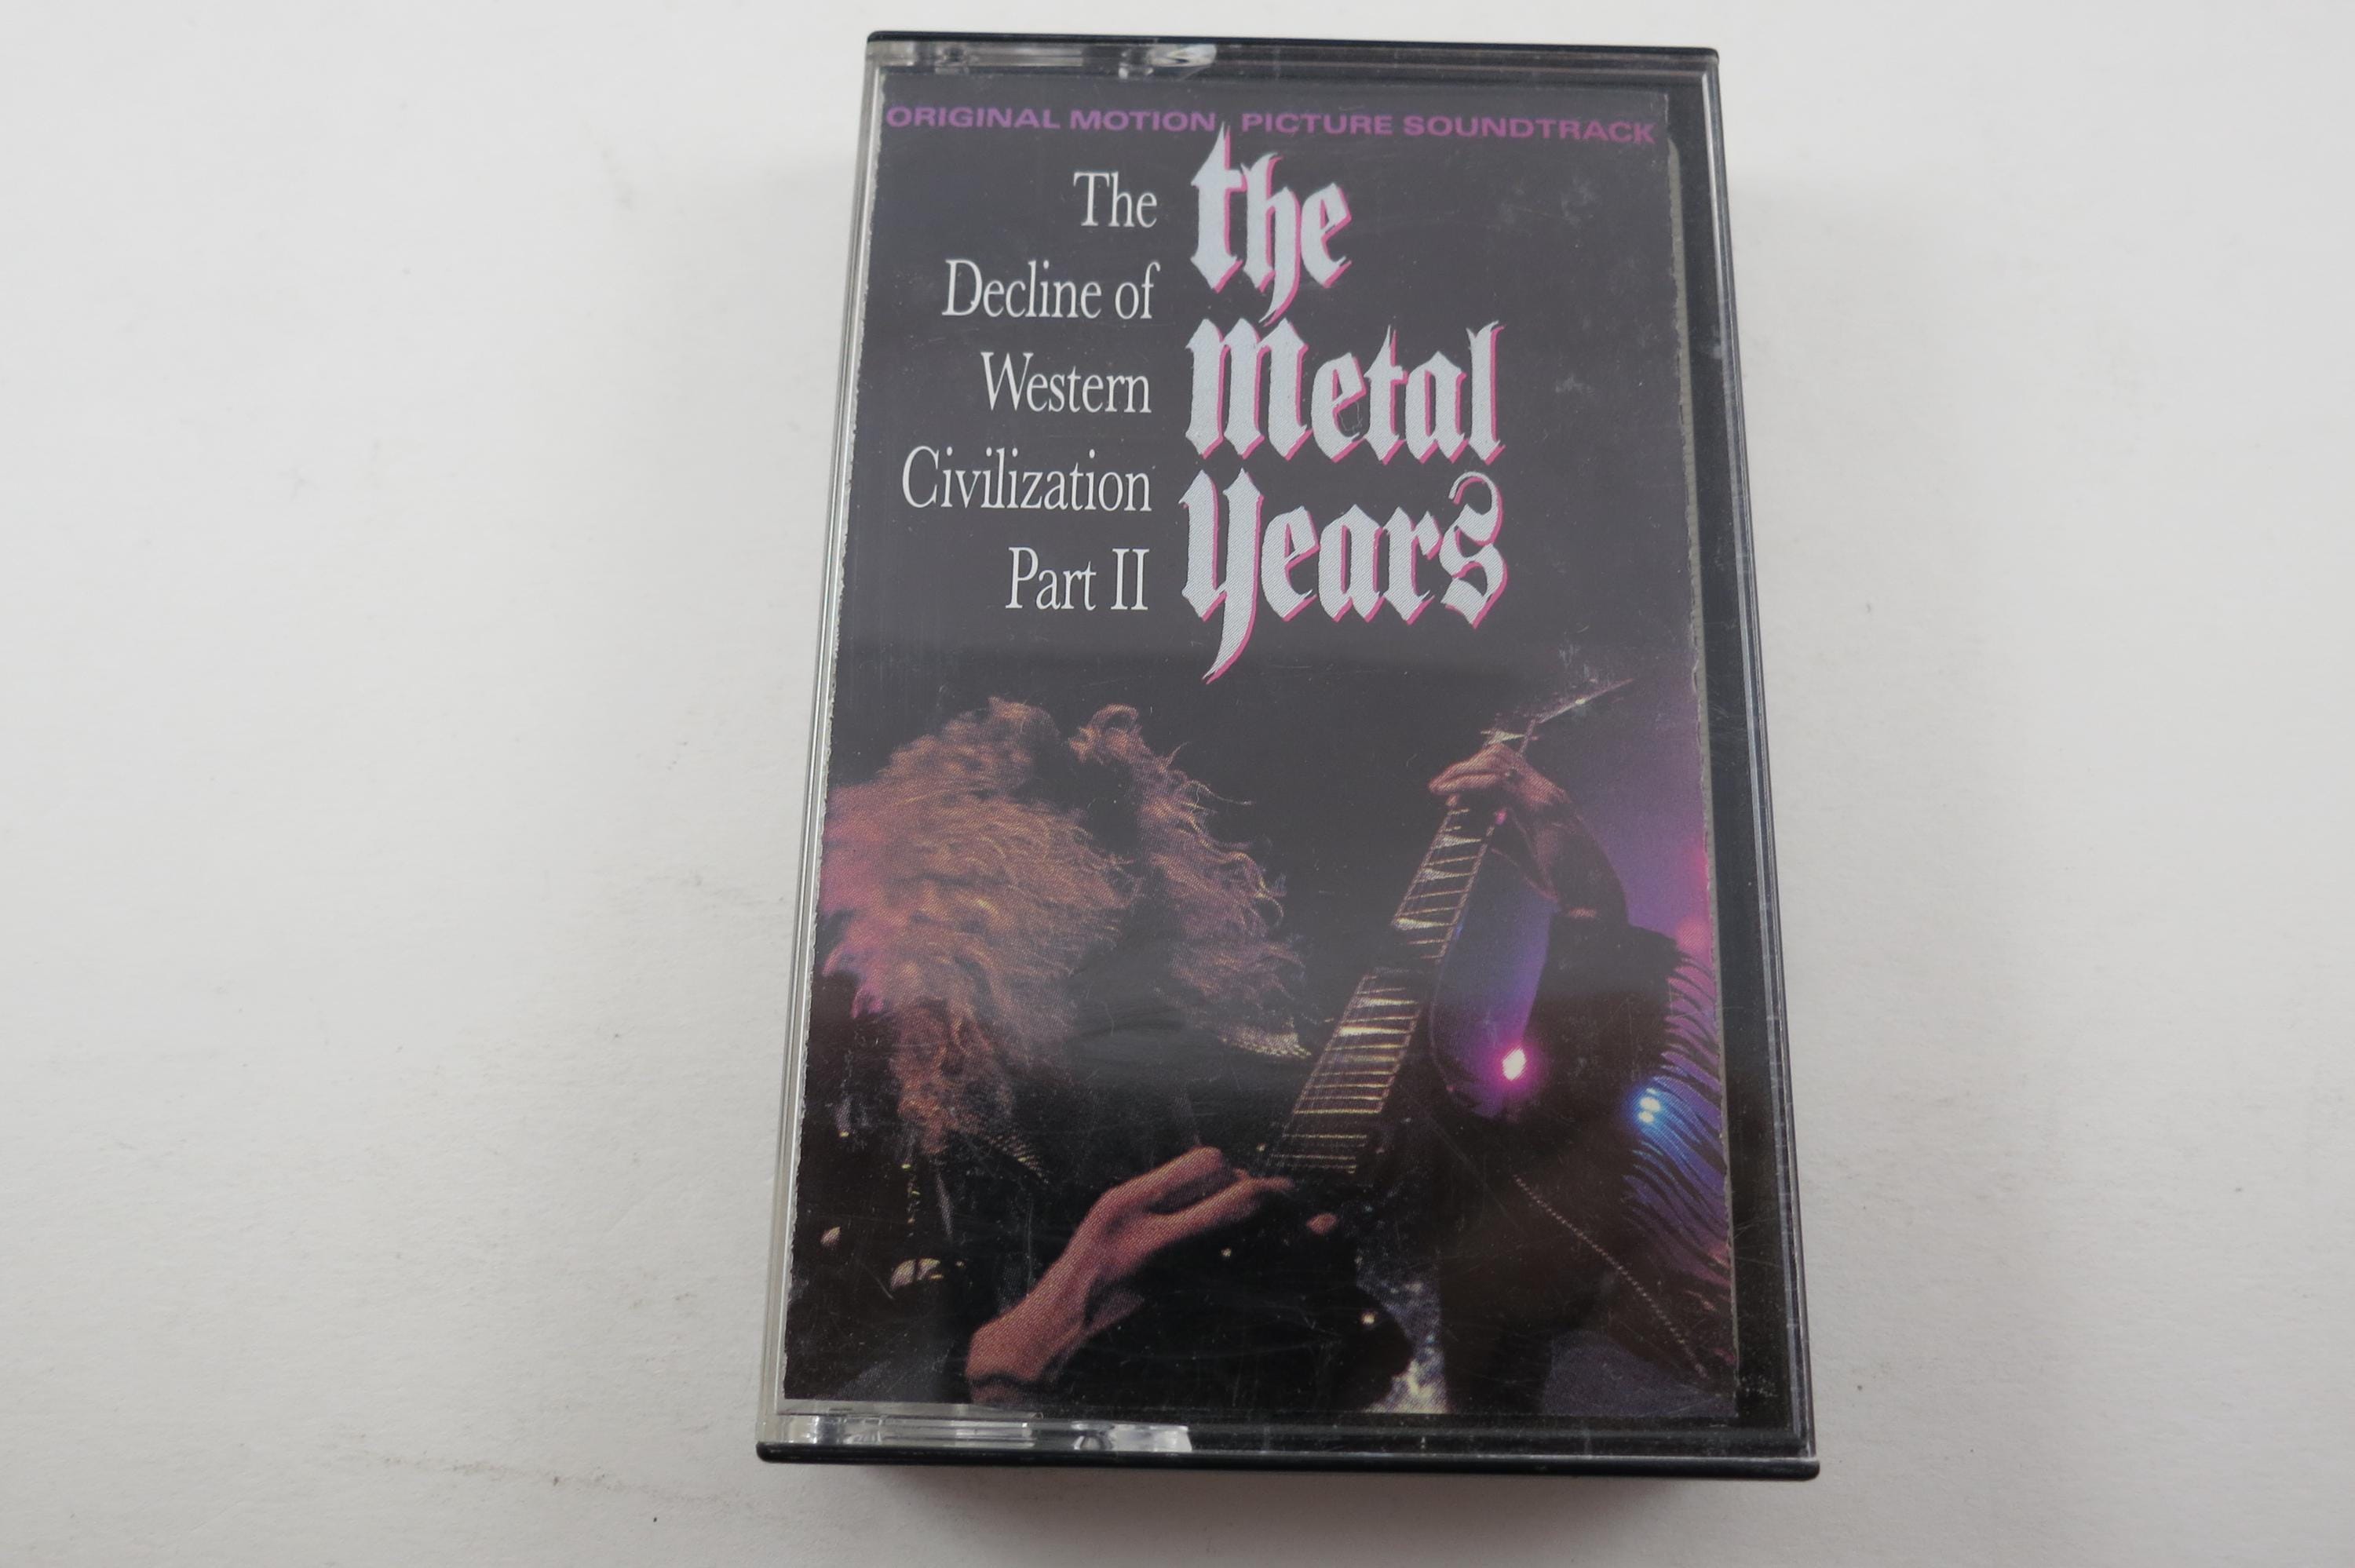 ORIGINAL MOTION PICTURE SOUNDTRACK
The
Decline of
Western
Civilization
Part II
the
Metal
Years